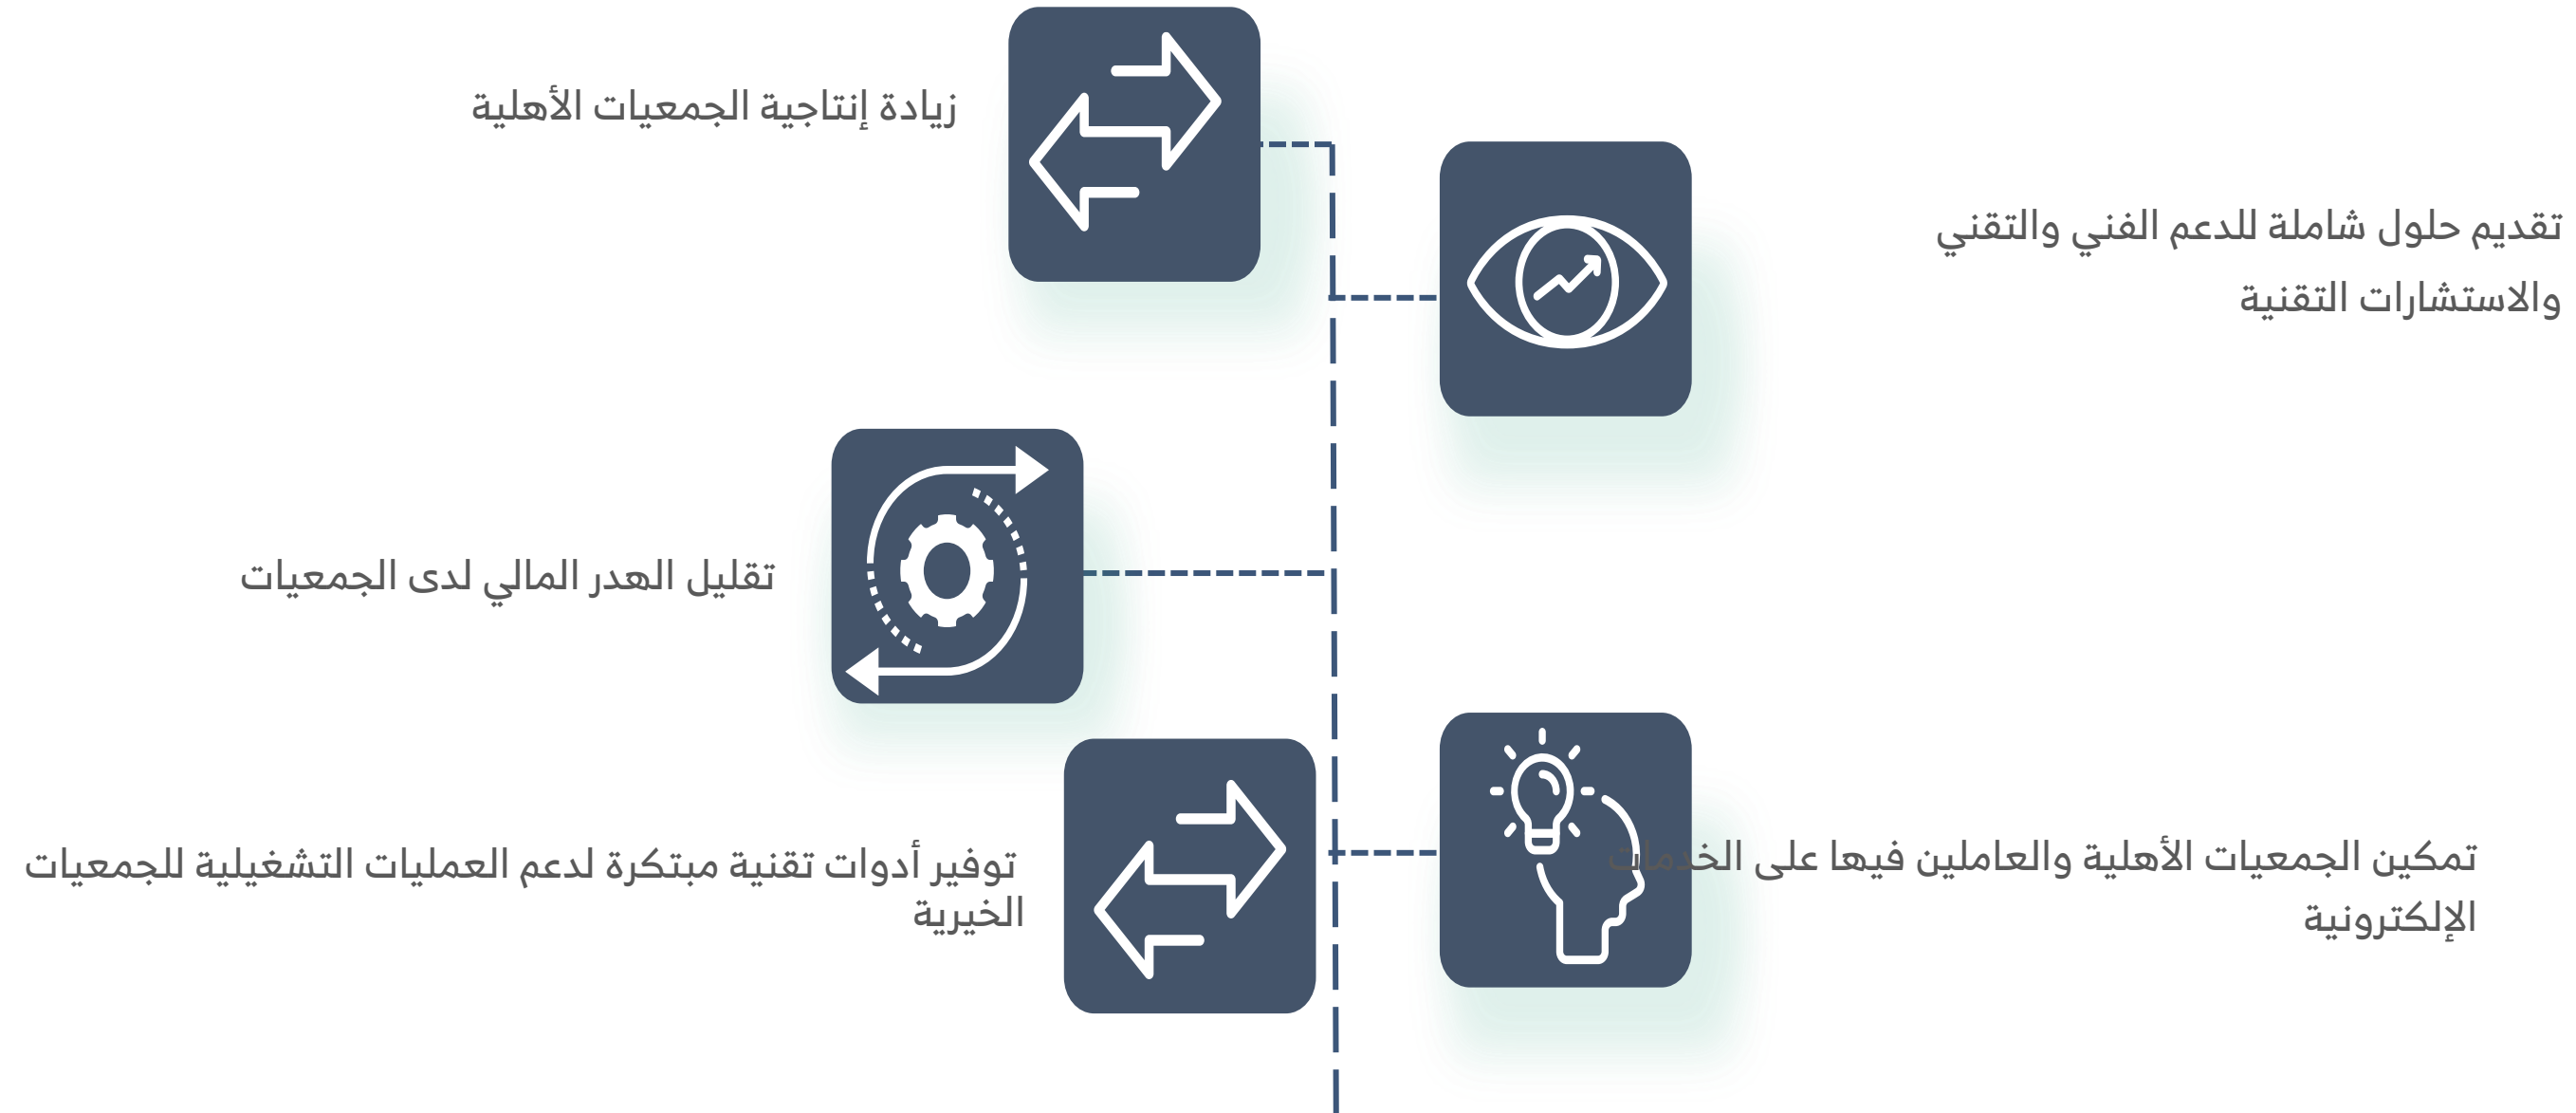 زيادة إنتاجية الجمعيات الأهلية
تقديم حلول شاملة للدعم الفني والتقني
والاستشارات التقنية
تقليل الهدر المالي لدى الجمعيات
تمكين الجمعيات الأهلية والعاملين فيها على الخدمات
الإلكترونية
توفير أدوات تقنية مبتكرة لدعم العمليات التشغيلية للجمعيات
الخيرية